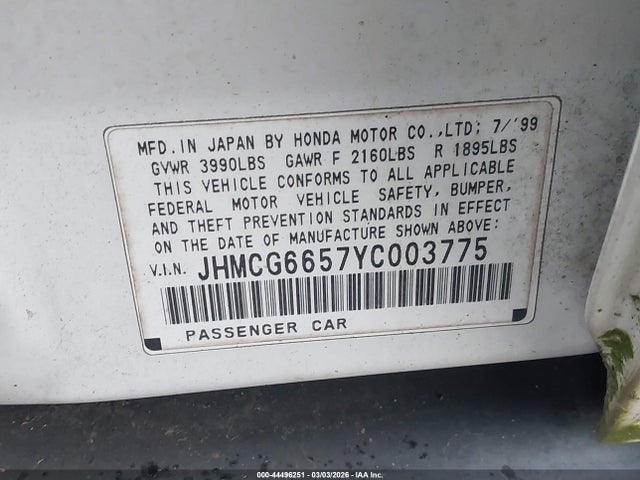 MFD. IN JAPAN BY HONDA MOTOR CO.,LTD; 7/'99
GVWR 3990LBS GAWR F 2160LBS R 1895LBS
THIS VEHICLE CONFORMS TO ALL APPLICABLE
FEDERAL MOTOR VEHICLE SAFETY, BUMPER,
AND THEFT PREVENTION STANDARDS IN EFFECT
ON THE DATE OF MANUFACTURE SHOWN ABOVE:
V.I.N. JHMCG6657YC003775
PASSENGER CAR
000-44496251 - 03/03/2026 - IAA Inc.